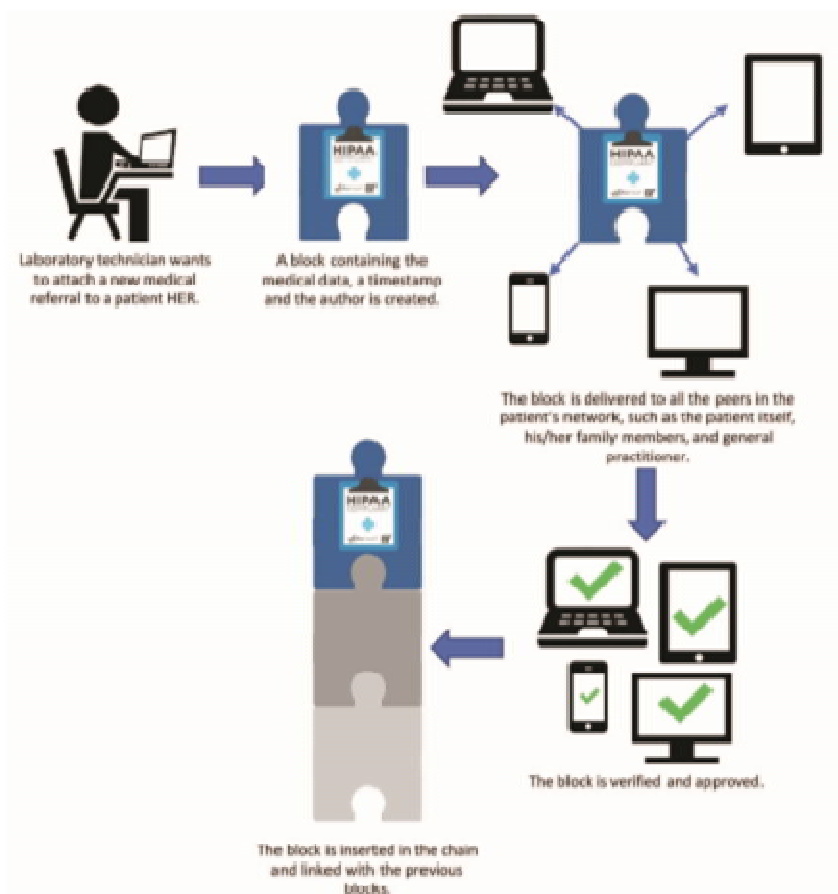 HIPAA
HIPAA
Laboratory technician wants
to attach a new medical
referral to a patient HER.
A block containing the
medical data, a timestamp
and the author is created.
The block is delivered to all the peers in the
patient's network, such as the patient itself,
his/her family members, and general
practitioner.
HIPAA
The block is verified and approved.
The block is inserted in the chain
and linked with the previous
blocks.